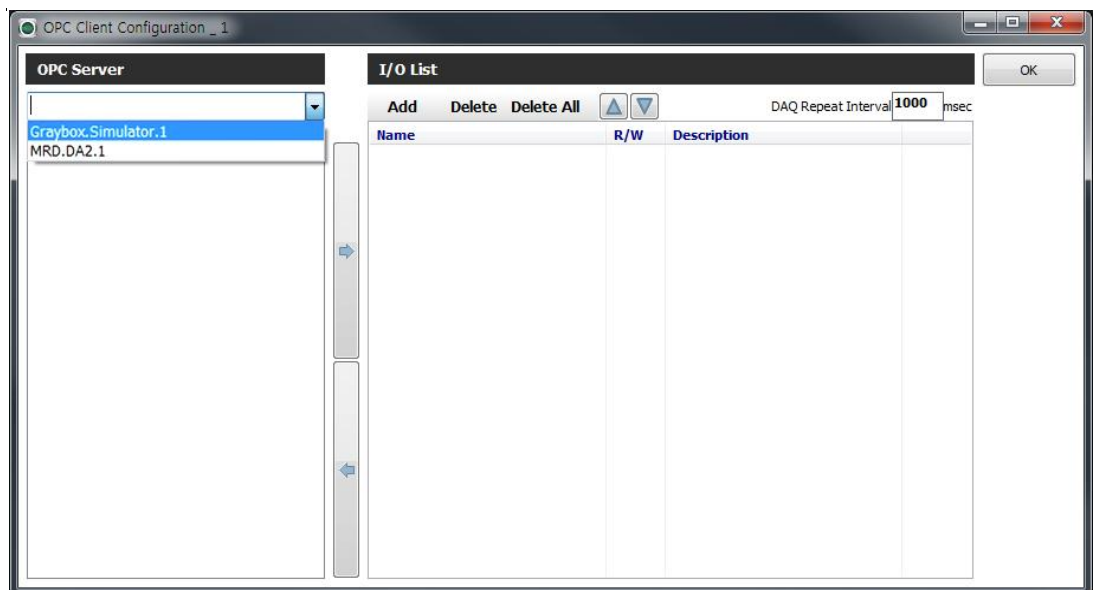 OPC Client Configuration _ 1
OPC Server
I/O List
OK
Add Delete Delete All DAQ Repeat Interval 1000 msec
Graybox.Simulator.1
MRD.DA2.1
Name R/W Description